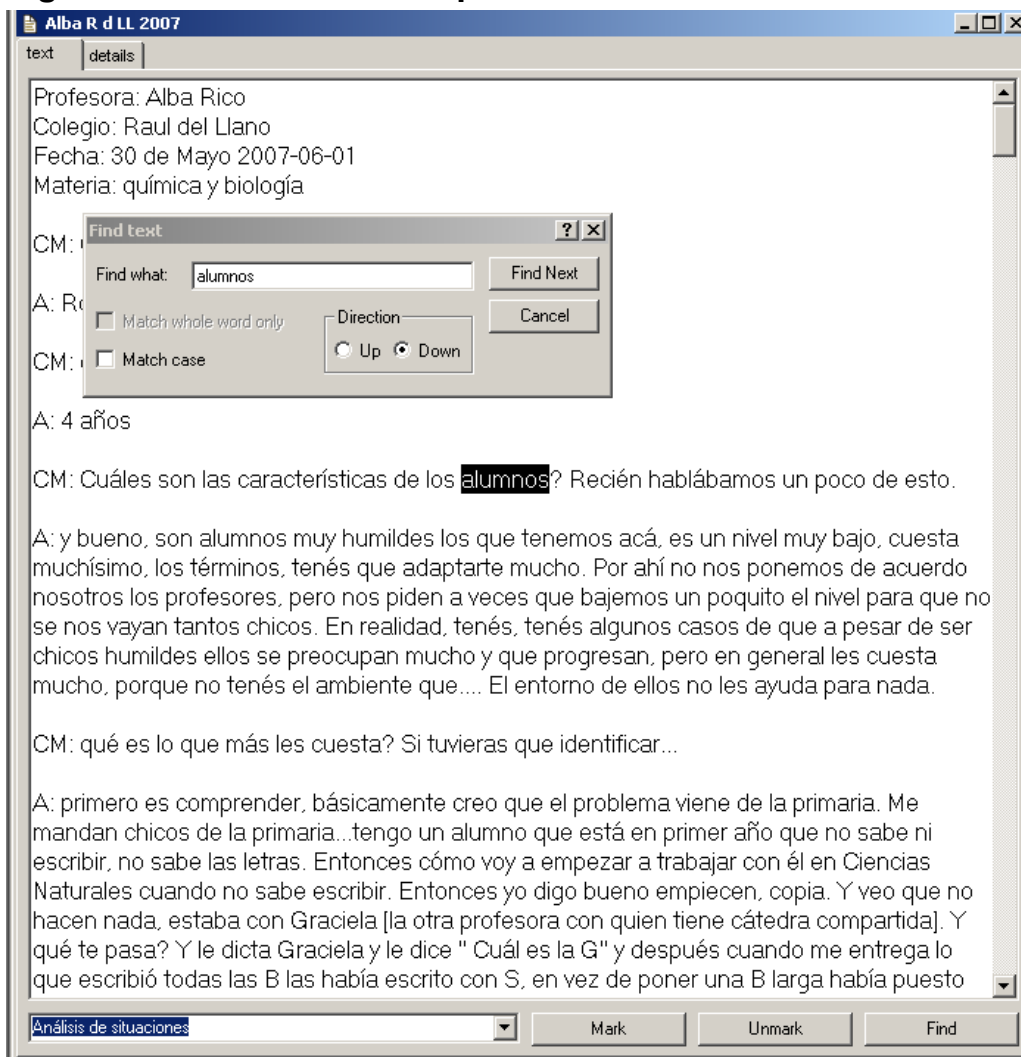 Alba R d LL 2007
text details
Profesora: Alba Rico
Colegio: Raul del Llano
Fecha: 30 de Mayo 2007-06-01
Materia: química y biología
CM:
Find text
Find what: alumnos Find Next
A:
Match whole word only Direction Cancel
CM:
Match case Up Down
A: 4 años
CM: Cuáles son las características de los alumnos? Recién hablábamos un poco de esto.
A: y bueno, son alumnos muy humildes los que tenemos acá, es un nivel muy bajo, cuesta
muchísimo, los términos, tenés que adaptarte mucho. Por ahí no nos ponemos de acuerdo
nosotros los profesores, pero nos piden a veces que bajemos un poquito el nivel para que no
se nos vayan tantos chicos. En realidad, tenés, tenés algunos casos de que a pesar de ser
chicos humildes ellos se preocupan mucho y que progresan, pero en general les cuesta
mucho, porque no tenés el ambiente que.... El entorno de ellos no les ayuda para nada.
CM: qué es lo que más les cuesta? Si tuvieras que identificar...
A: primero es comprender, básicamente creo que el problema viene de la primaria. Me
mandan chicos de la primaria...tengo un alumno que está en primer año que no sabe ni
escribir, no sabe las letras. Entonces cómo voy a empezar a trabajar con él en Ciencias
Naturales cuando no sabe escribir. Entonces yo digo bueno empiecen, copia. Y veo que no
hacen nada, estaba con Graciela [la otra profesora con quien tiene cátedra compartida]. Y
qué te pasa? Y le dicta Graciela y le dice " Cuál es la G" y después cuando me entrega lo
que escribió todas las B las había escrito con S, en vez de poner una B larga había puesto
Análisis de situaciones Mark Unmark Find